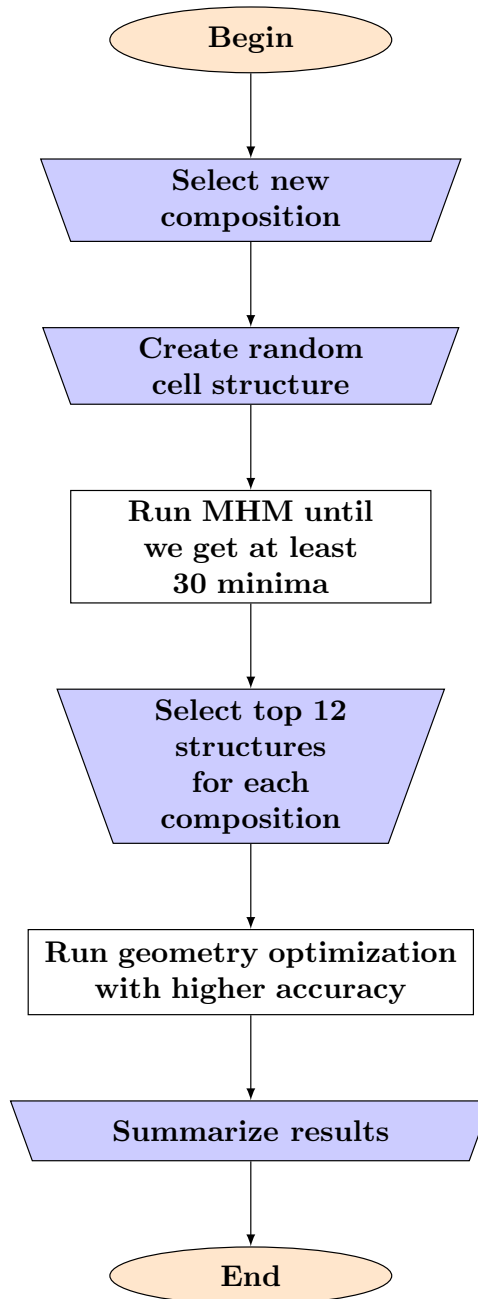 Begin
Select new
composition
Create random
cell structure
Run MHM until
we get at least
30 minima
Select top 12
structures
for each
composition
Run geometry optimization
with higher accuracy
Summarize results
End